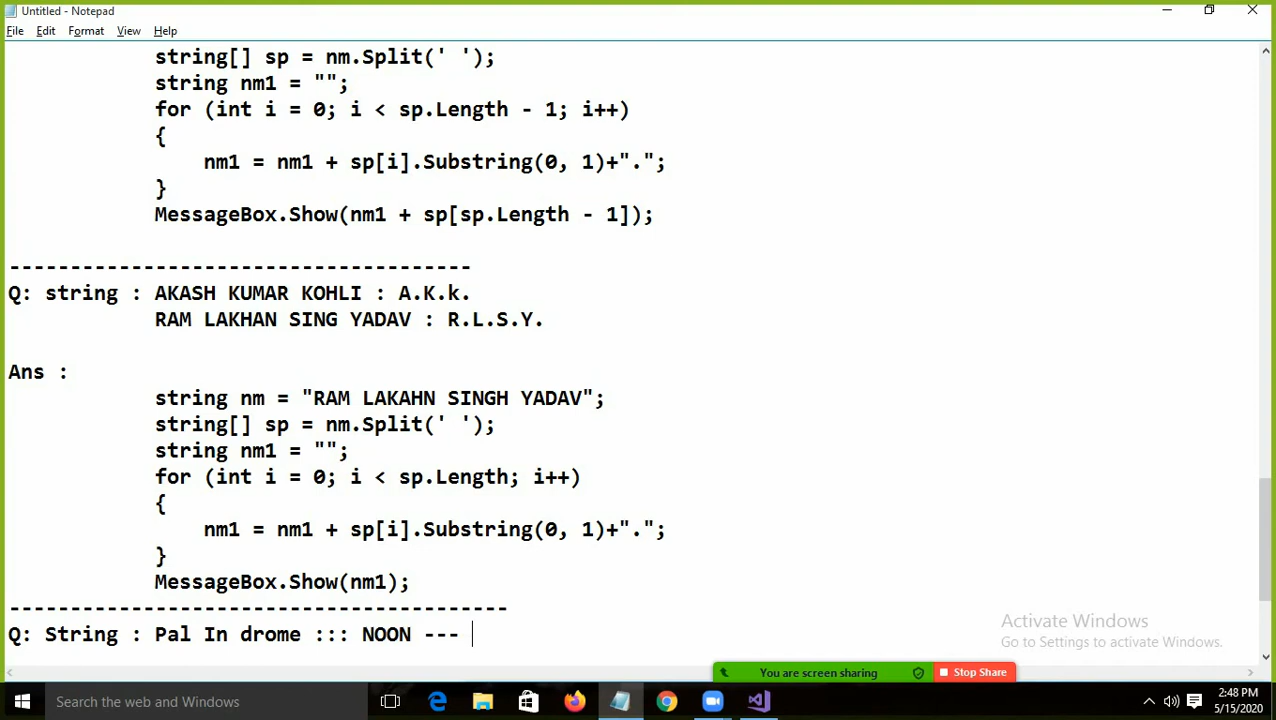 Untitled - Notepad
File Edit Format View Help
string[] sp = nm.Split(' ');
string nm1 = "";
for (int i = 0; i < sp.Length - 1; i++)
{
nm1 = nm1 + sp[i].Substring(0, 1)+".";
}
MessageBox.Show(nm1 + sp[sp.Length - 1]);
--------------------------------------
Q: string : AKASH KUMAR KOHLI : A.K.k.
RAM LAKHAN SING YADAV : R.L.S.Y.
Ans :
string nm = "RAM LAKAHN SINGH YADAV";
string[] sp = nm.Split(' ');
string nm1 = "";
for (int i = 0; i < sp.Length; i++)
{
nm1 = nm1 + sp[i].Substring(0, 1)+".";
}
MessageBox.Show(nm1);
-----------------------------------------
Q: String : Pal In drome ::: NOON ---
Activate Windows
Go to Settings to activate Windows.
You are screen sharing Stop Share
Search the web and Windows
2:48 PM
5/15/2020